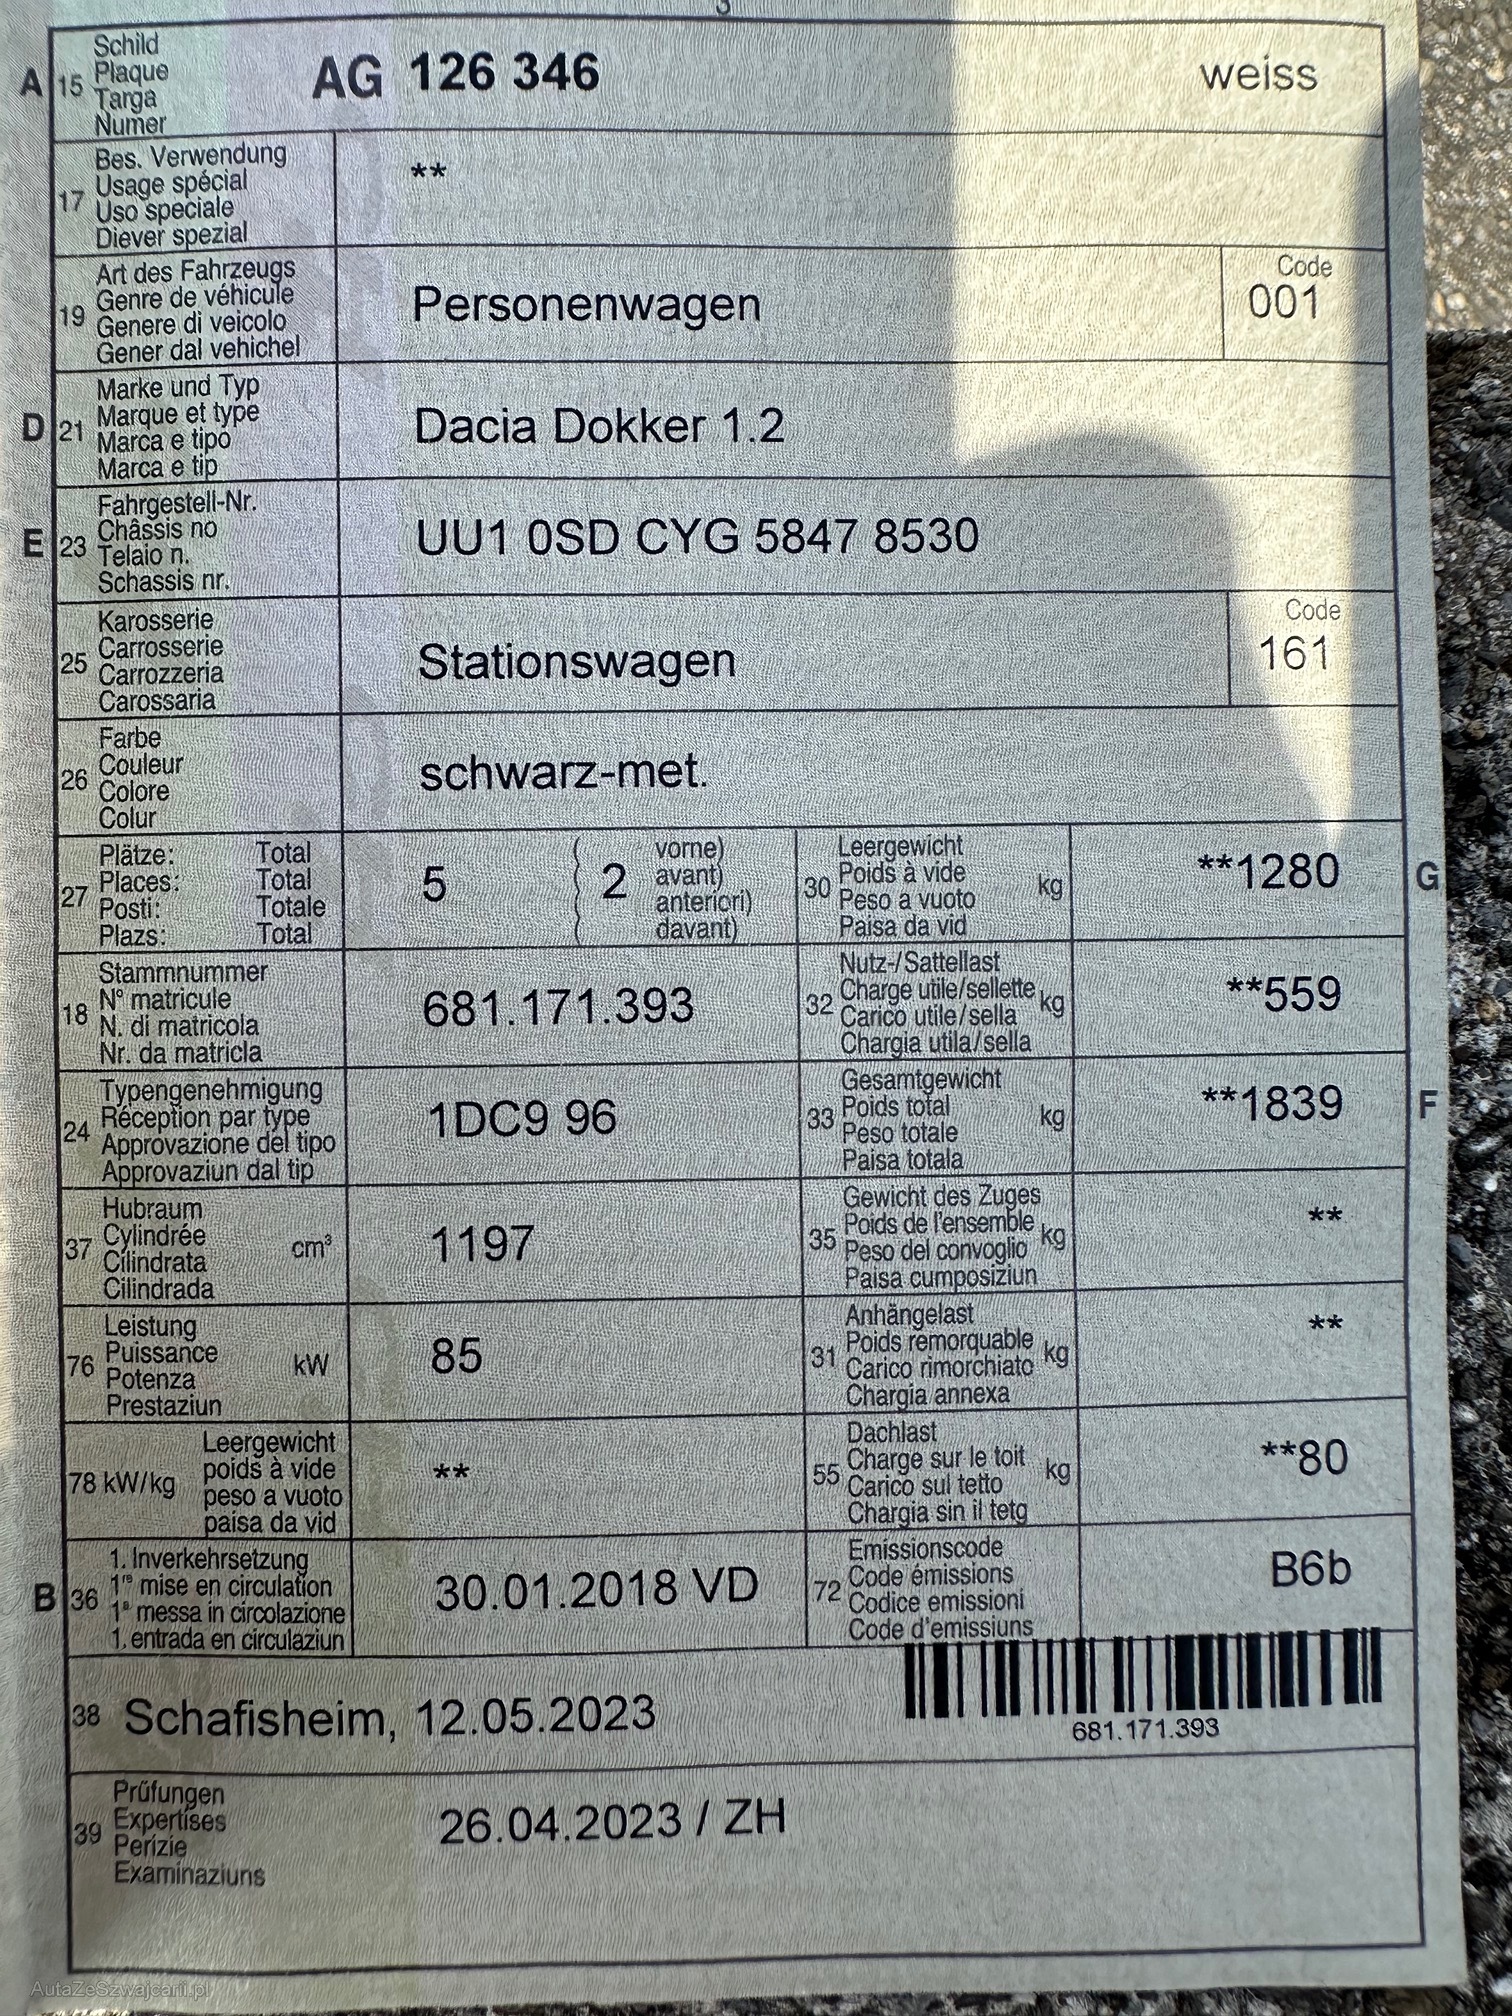 A 15 Schild
Plaque
Targa
Numer
AG 126 346 weiss
17 Bes. Verwendung
Usage spécial
Uso speciale
Diever spezial
**
19 Art des Fahrzeugs
Genre de véhicule
Genere di veicolo
Gener dal vehichel
Personenwagen
Code
001
D 21 Marke und Typ
Marque et type
Marca e tipo
Marca e tip
Dacia Dokker 1.2
E 23 Fahrgestell-Nr.
Châssis no
Telaio n.
Schassis nr.
UU1 0SD CYG 5847 8530
25 Karosserie
Carrosserie
Carrozzeria
Carossaria
Stationswagen
Code
161
26 Farbe
Couleur
Colore
Colur
schwarz-met.
27 Plätze: Total
Places: Total
Posti: Totale
Plazs: Total
5 ( 2 vorne)
avant)
anteriori)
davant)
30 Leergewicht
Poids à vide
Peso a vuoto
Paisa da vid
kg
**1280 G
18 Stammnummer
N° matricule
N. di matricola
Nr. da matricla
681.171.393
32 Nutz-/Sattellast
Charge utile/sellette
Carico utile/sella
Chargia utila/sella
kg
**559
24 Typengenehmigung
Réception par type
Approvazione del tipo
Approvaziun dal tip
1DC9 96
33 Gesamtgewicht
Poids total
Peso totale
Paisa totala
kg
**1839 F
37 Hubraum
Cylindrée
Cilindrata
Cilindrada
cm³
1197
35 Gewicht des Zuges
Poids de l'ensemble
Peso del convoglio
Paisa cumposiziun
kg
**
76 Leistung
Puissance
Potenza
Prestaziun
kW
85
31 Anhängelast
Poids remorquable
Carico rimorchiato
Chargia annexa
kg
**
78 kW/kg Leergewicht
poids à vide
peso a vuoto
paisa da vid
**
55 Dachlast
Charge sur le toit
Carico sul tetto
Chargia sin il tetg
kg
**80
B 36 1. Inverkehrsetzung
1re mise en circulation
1a messa in circolazione
1. entrada en circulaziun
30.01.2018 VD
72 Emissionscode
Code émissions
Codice emissioni
Code d'emissiuns
B6b
38 Schafisheim, 12.05.2023
681.171.393
39 Prüfungen
Expertises
Perizie
Examinaziuns
26.04.2023 / ZH
AutaZeSzwajcarii.pl